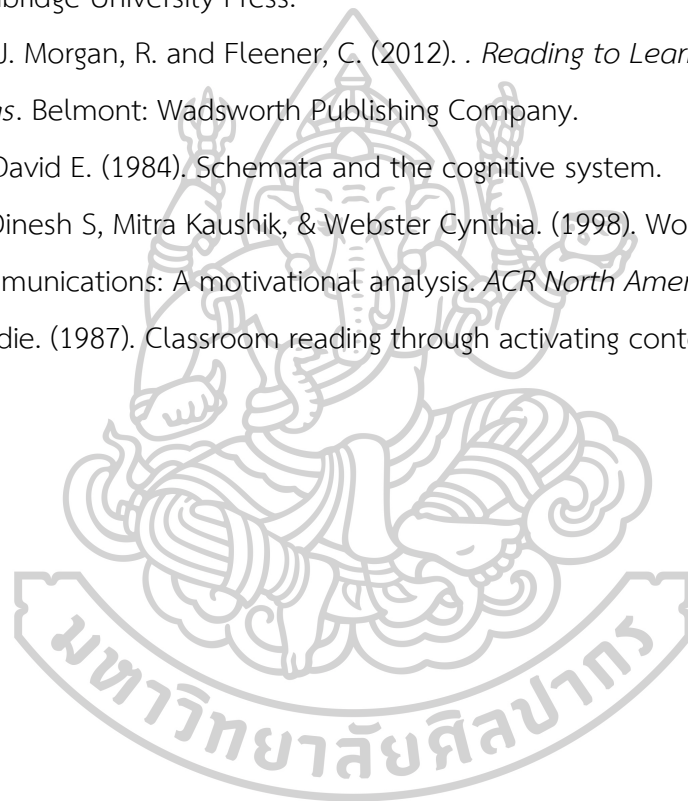 bridge University Press.
J. Morgan, R. and Fleener, C. (2012). . Reading to Lear
s. Belmont: Wadsworth Publishing Company.
David E. (1984). Schemata and the cognitive system.
Dinesh S, Mitra Kaushik, & Webster Cynthia. (1998). Wo
munications: A motivational analysis. ACR North Amer
die. (1987). Classroom reading through activating cont
มหาวิทยาลัยศิลปากร